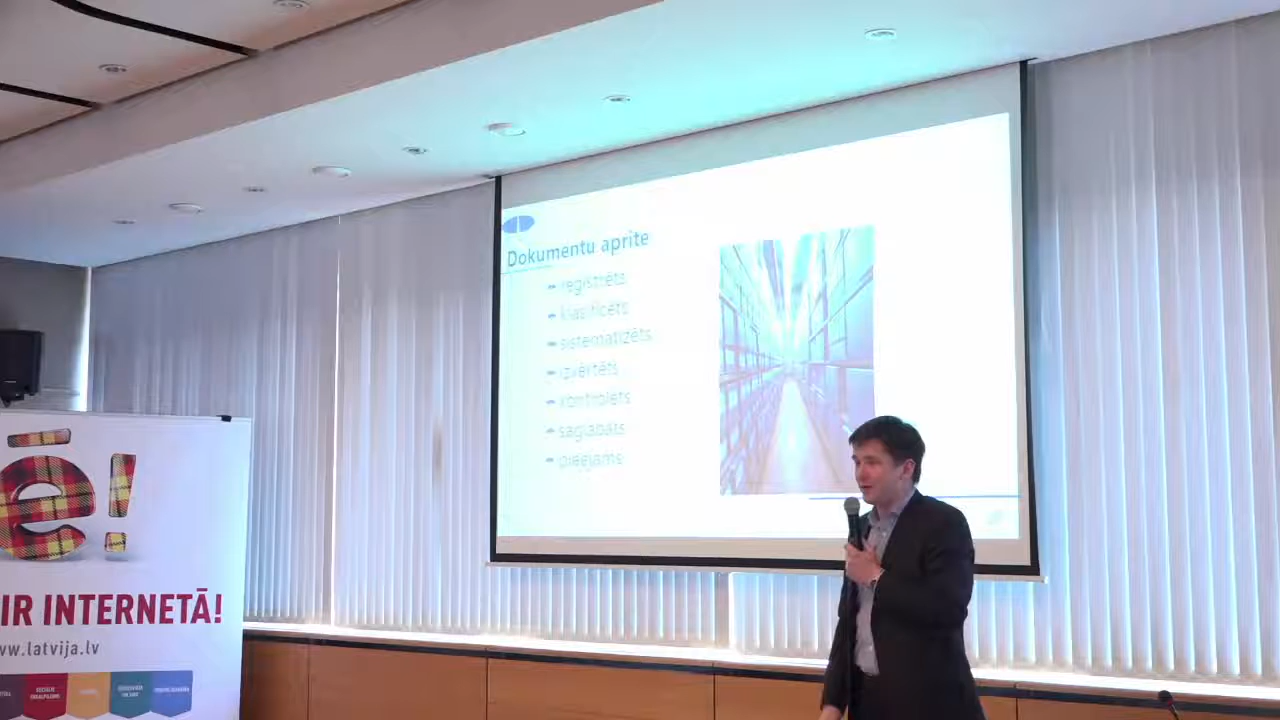 Dokumentu aprite
reģistrēts
klasificēts
sistematizēts
izvērtēts
kontrolēts
saglabāts
pieejams
ē!
IR INTERNETĀ!
www.latvija.lv